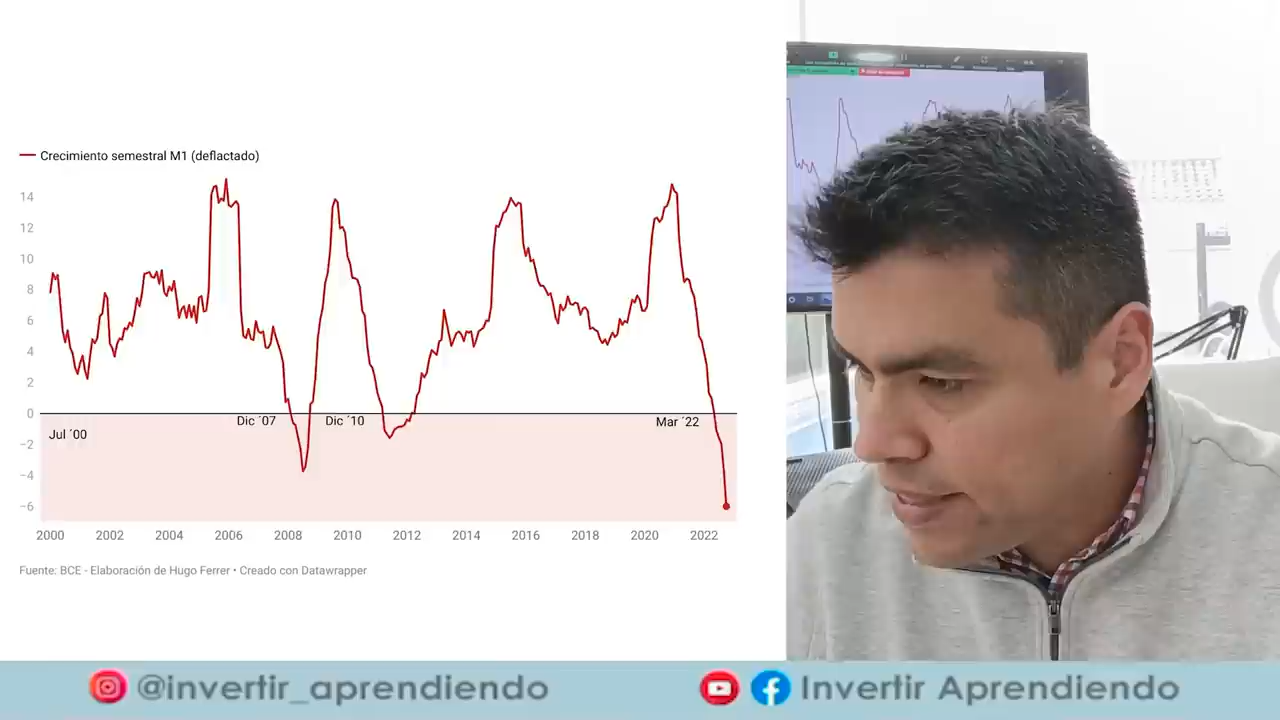 Crecimiento semestral M1 (deflactado)
14
12
10
8
6
4
2
0
−2
−4
−6
Jul ´00
Dic ´07
Dic ´10
Mar ´22
2000 2002 2004 2006 2008 2010 2012 2014 2016 2018 2020 2022
Fuente: BCE - Elaboración de Hugo Ferrer • Creado con Datawrapper
@invertir_aprendiendo
Invertir Aprendiendo